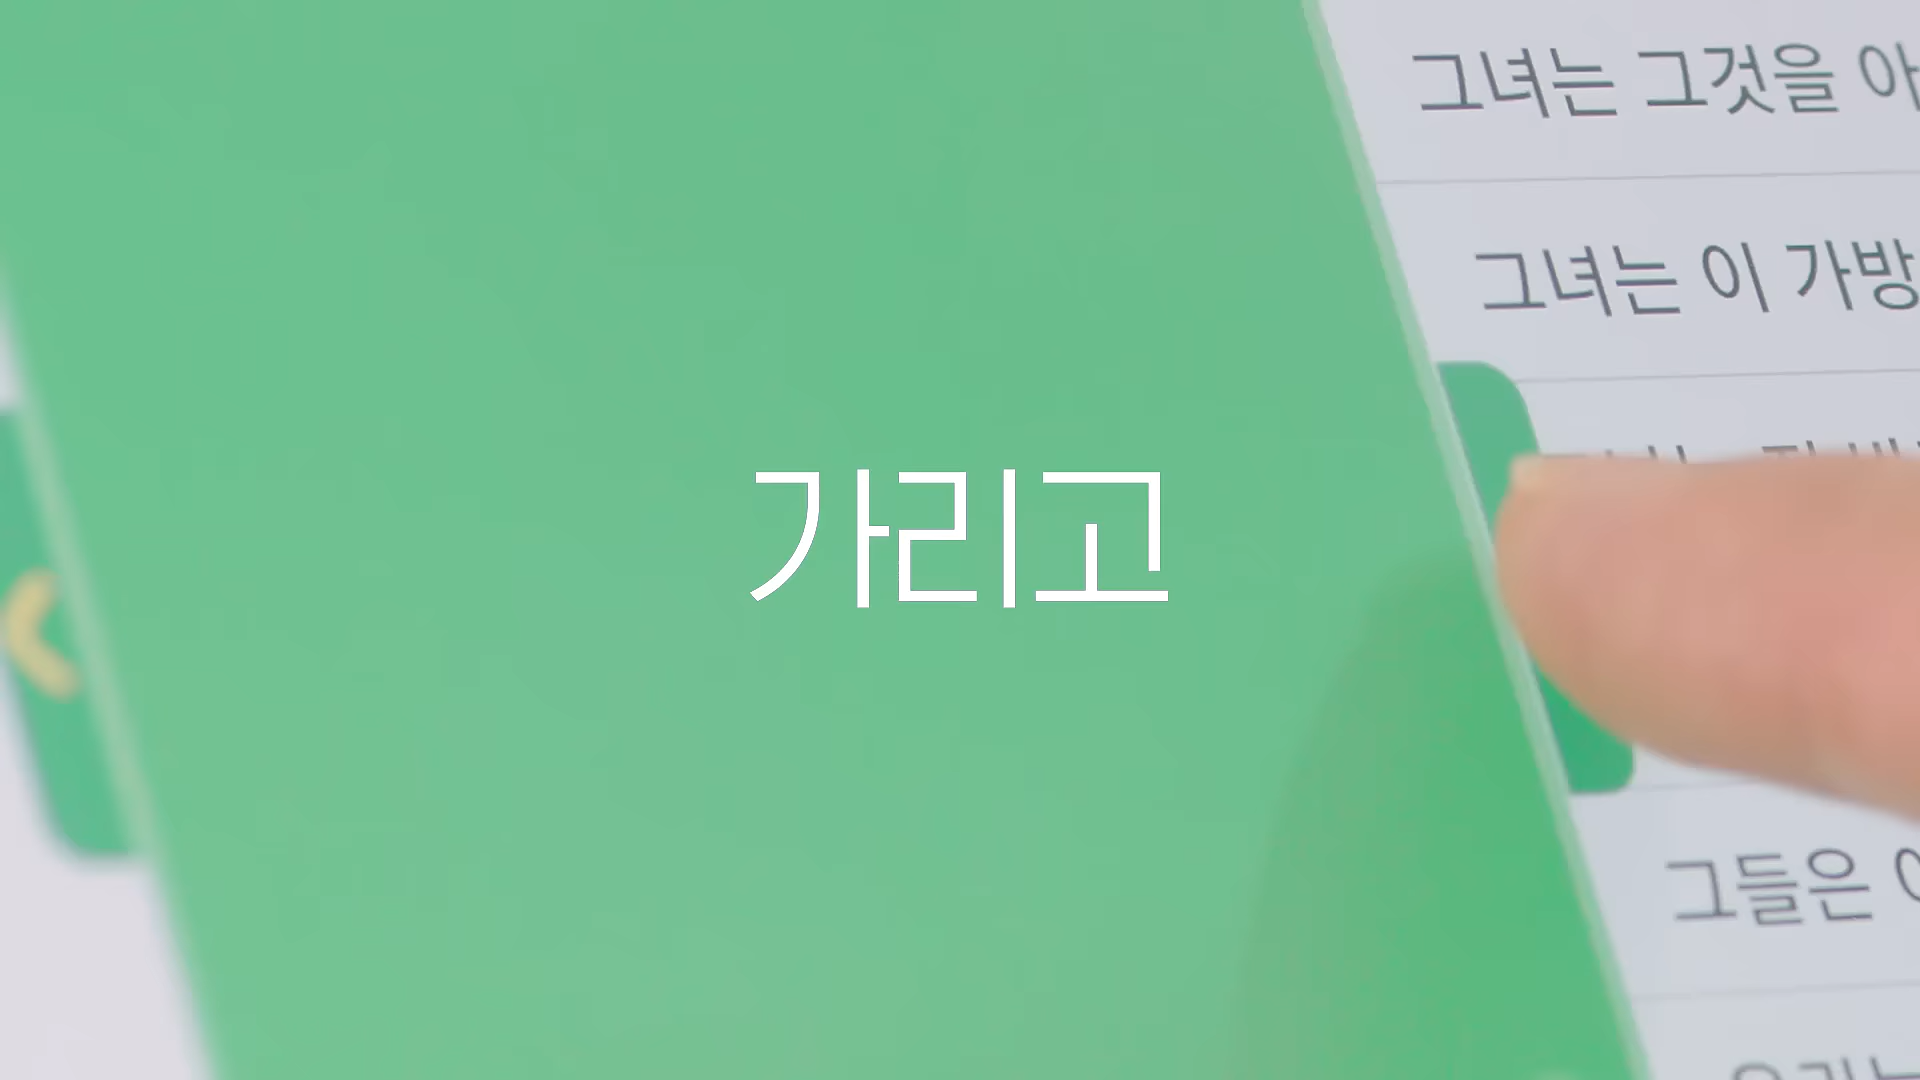 그녀는 그것을
그녀는 이 가방
가리고
그들은